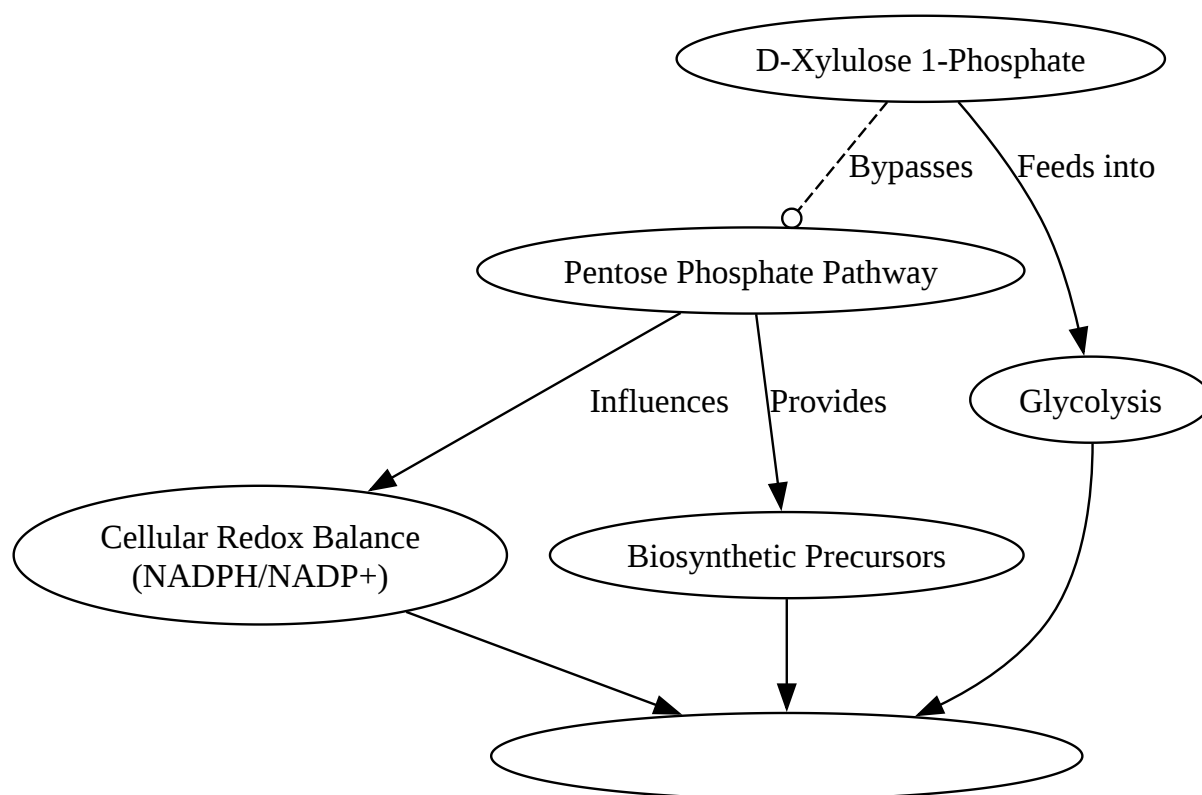 D-Xylulose 1-Phosphate
Bypasses
Feeds into
Pentose Phosphate Pathway
Glycolysis
Influences
Provides
Cellular Redox Balance
(NADPH/NADP+)
Biosynthetic Precursors